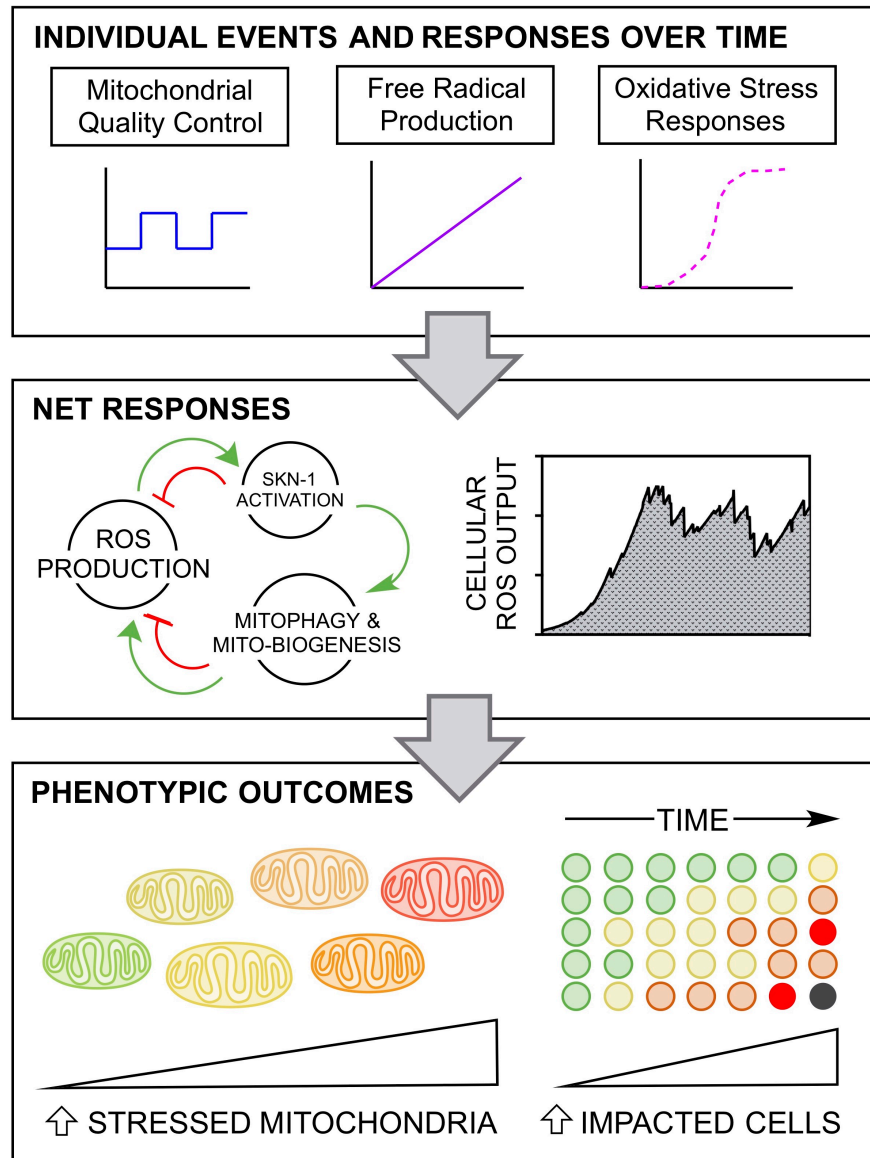 INDIVIDUAL EVENTS AND RESPONSES OVER TIME
Mitochondrial
Quality Control
Free Radical
Production
Oxidative Stress
Responses
NET RESPONSES
SKN-1
ACTIVATION
ROS
PRODUCTION
MITOPHAGY &
MITO-BIOGENESIS
CELLULAR
ROS OUTPUT
PHENOTYPIC OUTCOMES
TIME
STRESSED MITOCHONDRIA
IMPACTED CELLS